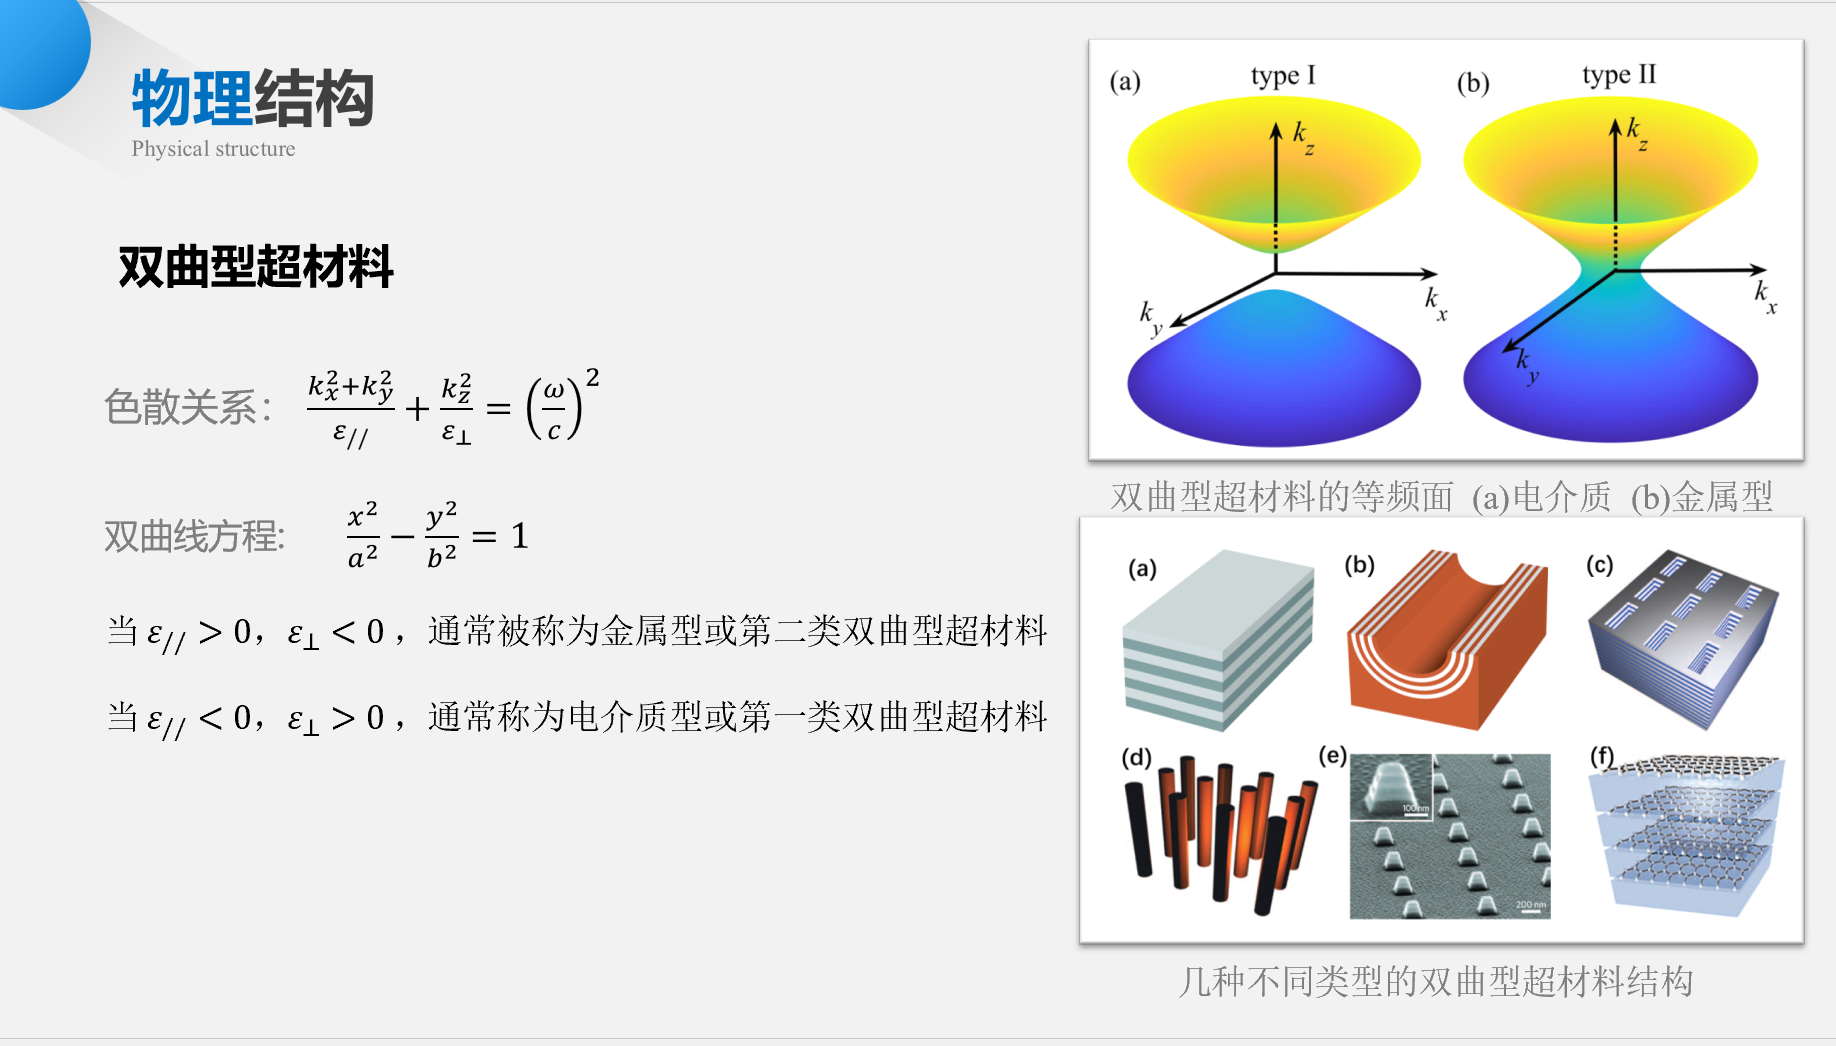 物理结构
Physical structure
双曲型超材料
色散关系： $\frac{k_x^2+k_y^2}{\varepsilon_{//}}+\frac{k_z^2}{\varepsilon_\perp}=\left(\frac{\omega}{c}\right)^2$
双曲线方程: $\frac{x^2}{a^2}-\frac{y^2}{b^2}=1$
当 $\varepsilon_{//}>0$，$\varepsilon_\perp<0$ ，通常被称为金属型或第二类双曲型超材料
当 $\varepsilon_{//}<0$，$\varepsilon_\perp>0$ ，通常称为电介质型或第一类双曲型超材料
(a) type I (b) type II
$k_z$ $k_z$
$k_x$ $k_x$
$k_y$ $k_y$
双曲型超材料的等频面 (a)电介质 (b)金属型
(a) (b) (c)
(d) (e) (f)
100 nm
200 nm
几种不同类型的双曲型超材料结构